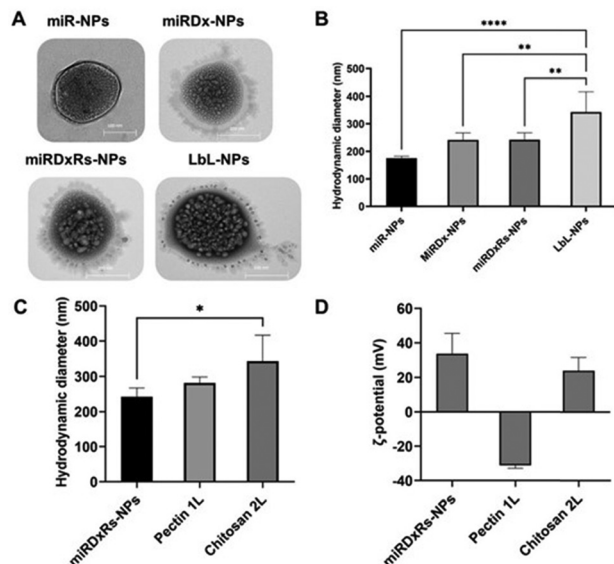 A
miR-NPs
miRDx-NPs
miRDxRs-NPs
LbL-NPs
B
****
**
**
Hydrodynamic diameter (nm)
500
400
300
200
100
0
miR-NPs
MiRDx-NPs
miRDxRs-NPs
LbL-NPs
C
*
Hydrodynamic diameter (nm)
500
400
300
200
100
0
miRDxRs-NPs
Pectin 1L
Chitosan 2L
D
ζ-potential (mV)
60
40
20
0
-20
-40
miRDxRs-NPs
Pectin 1L
Chitosan 2L